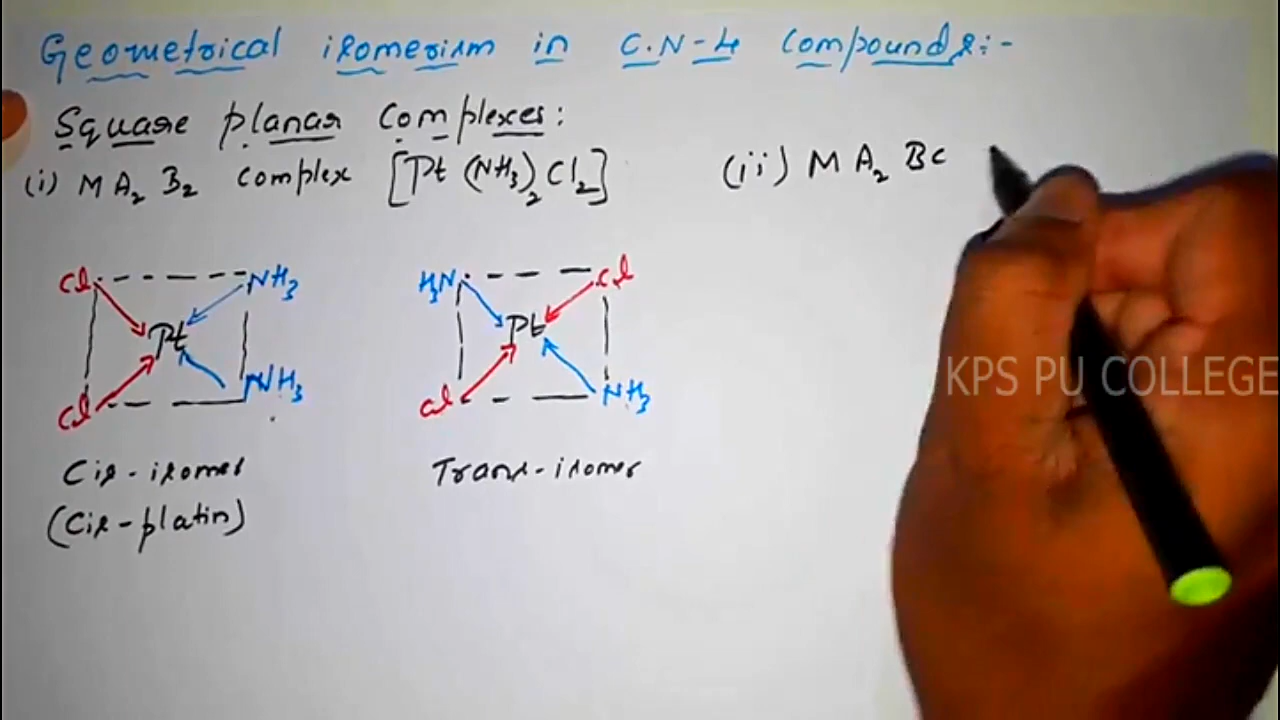 Geometrical isomerism in C.N-4 Compounds:-
Square planar Complexes:
(i) MA₂B₂ Complex [Pt(NH₃)₂Cl₂]
(ii) MA₂BC
Cl NH₃
Pt
Cl NH₃
H₃N Cl
Pt
Cl NH₃
Cis-isomer
(Cis-platin)
Trans-isomer
KPS PU COLLEGE